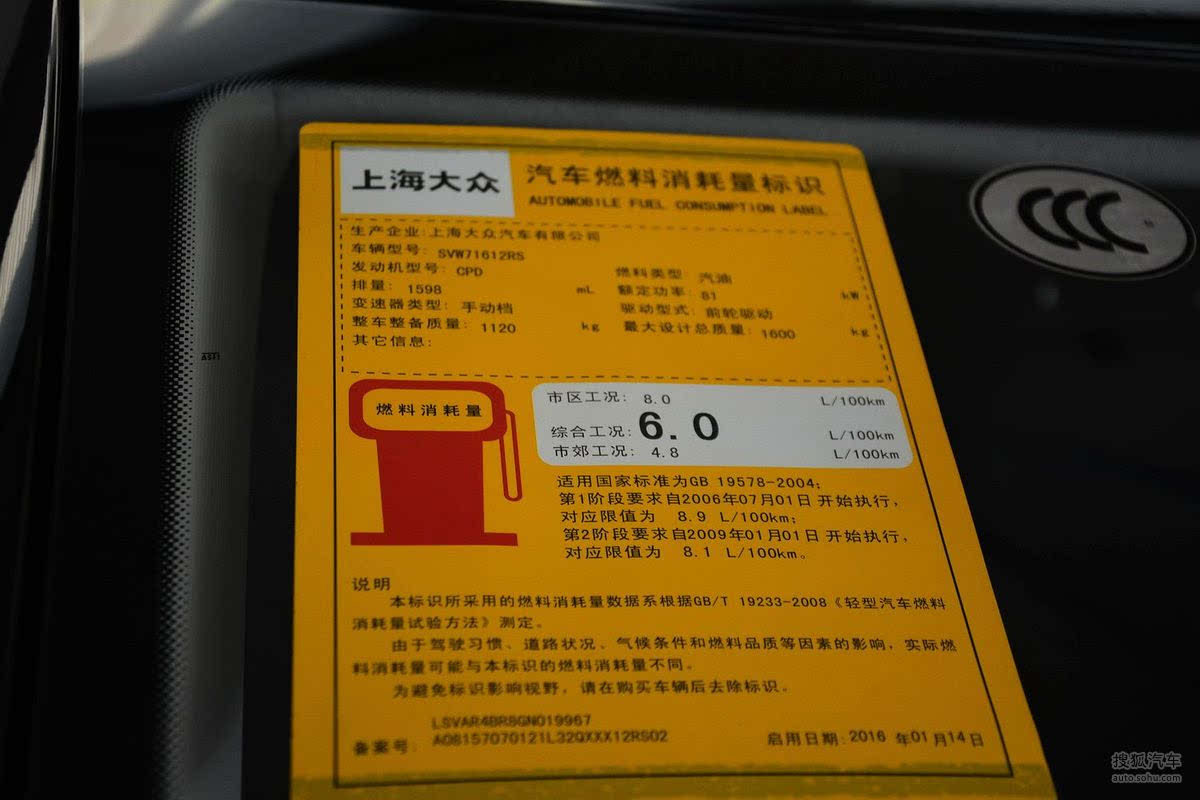 上海大众
汽车燃料消耗量标识
AUTOMOBILE FUEL CONSUMPTION LABEL
生产企业:上海大众汽车有限公司
车辆型号: SVW71612RS
发动机型号: CPD 燃料类型: 汽油
排量: 1598 mL 额定功率: 81 kW
变速器类型: 手动档 驱动型式: 前轮驱动
整车整备质量: 1120 kg 最大设计总质量: 1600 kg
其它信息:
燃料消耗量
市区工况: 8.0 L/100km
综合工况: 6.0 L/100km
市郊工况: 4.8 L/100km
适用国家标准为GB 19578-2004;
第1阶段要求自2006年07月01日 开始执行,
对应限值为 8.9 L/100km;
第2阶段要求自2009年01月01日 开始执行,
对应限值为 8.1 L/100km。
说明
本标识所采用的燃料消耗量数据系根据GB/T 19233-2008《轻型汽车燃料
消耗量试验方法》测定。
由于驾驶习惯、道路状况、气候条件和燃料品质等因素的影响,实际燃
料消耗量可能与本标识的燃料消耗量不同。
为避免标识影响视野,请在购买车辆后去除标识。
LSVAR4BR8GN019967
备案号: A08157070121L32QXXX12RS02 启用日期:2016 年01月14日
CCC
搜狐汽车
auto.sohu.com